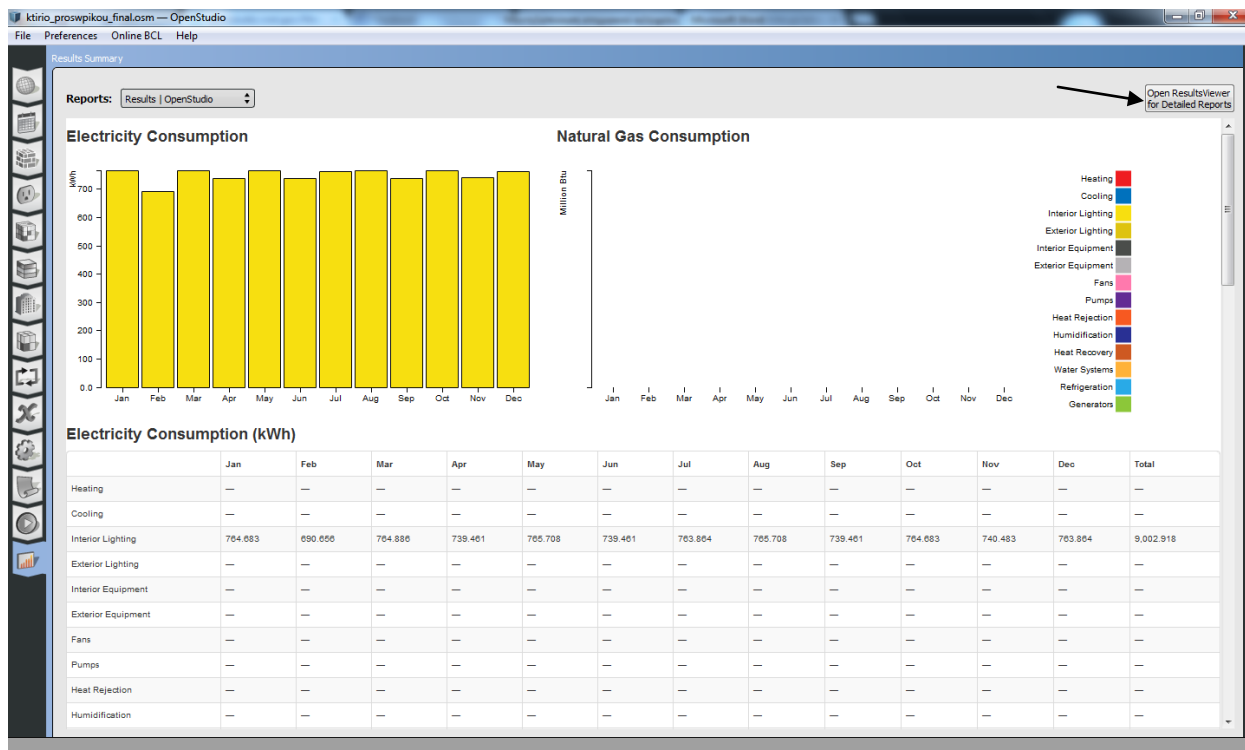 ktirio_proswpikou_final.osm — OpenStudio
File Preferences Online BCL Help
Results Summary
Reports: Results | OpenStudio
Open ResultsViewer
for Detailed Reports
Electricity Consumption
Natural Gas Consumption
kWh
700
600
500
400
300
200
100
0.0
Jan Feb Mar Apr May Jun Jul Aug Sep Oct Nov Dec
Million Btu
Jan Feb Mar Apr May Jun Jul Aug Sep Oct Nov Dec
Heating
Cooling
Interior Lighting
Exterior Lighting
Interior Equipment
Exterior Equipment
Fans
Pumps
Heat Rejection
Humidification
Heat Recovery
Water Systems
Refrigeration
Generators
Electricity Consumption (kWh)
Jan Feb Mar Apr May Jun Jul Aug Sep Oct Nov Dec Total
Heating — — — — — — — — — — — — —
Cooling — — — — — — — — — — — — —
Interior Lighting 764.683 690.656 764.886 739.461 765.708 739.461 763.864 765.708 739.461 764.683 740.483 763.864 9,002.918
Exterior Lighting — — — — — — — — — — — — —
Interior Equipment — — — — — — — — — — — — —
Exterior Equipment — — — — — — — — — — — — —
Fans — — — — — — — — — — — — —
Pumps — — — — — — — — — — — — —
Heat Rejection — — — — — — — — — — — — —
Humidification — — — — — — — — — — — — —